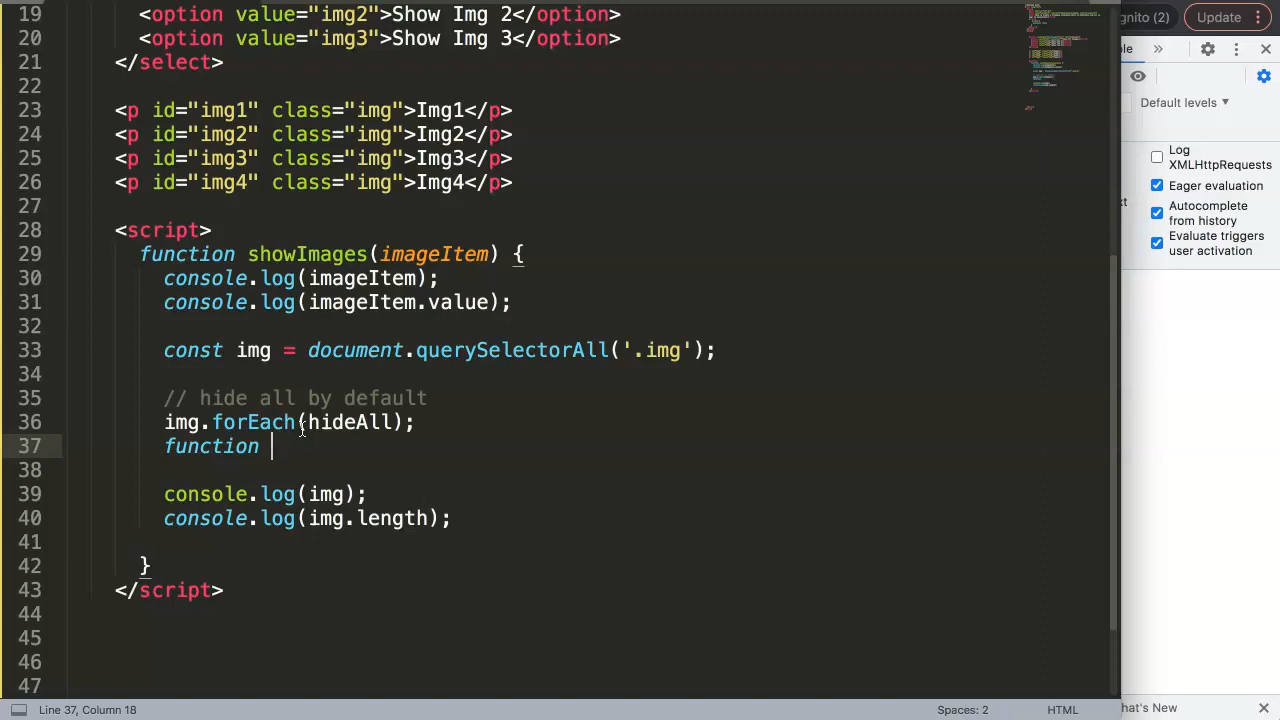 19 <option value="img2">Show Img 2</option>
20 <option value="img3">Show Img 3</option>
21 </select>
22
23 <p id="img1" class="img">Img1</p>
24 <p id="img2" class="img">Img2</p>
25 <p id="img3" class="img">Img3</p>
26 <p id="img4" class="img">Img4</p>
27
28 <script>
29 function showImages(imageItem) {
30 console.log(imageItem);
31 console.log(imageItem.value);
32
33 const img = document.querySelectorAll('.img');
34
35 // hide all by default
36 img.forEach(hideAll);
37 function
38
39 console.log(img);
40 console.log(img.length);
41
42 }
43 </script>
44
45
46
47
Line 37, Column 18
Spaces: 2
HTML
gnito (2)
Update
le
Default levels
Log
XMLHttpRequests
Eager evaluation
xt
Autocomplete
from history
Evaluate triggers
user activation
hat's New